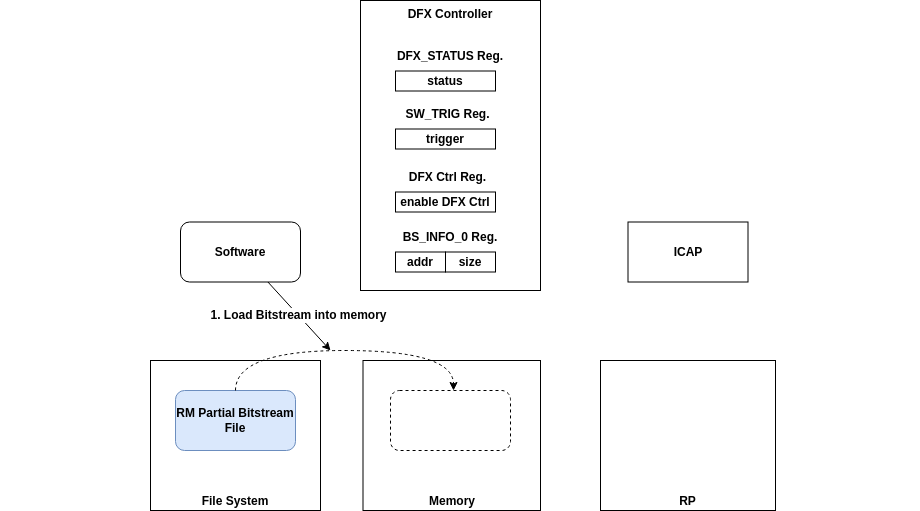 DFX Controller
DFX_STATUS Reg.
status
SW_TRIG Reg.
trigger
DFX Ctrl Reg.
enable DFX Ctrl
BS_INFO_0 Reg.
addr
size
Software
ICAP
1. Load Bitstream into memory
RM Partial Bitstream
File
File System
Memory
RP